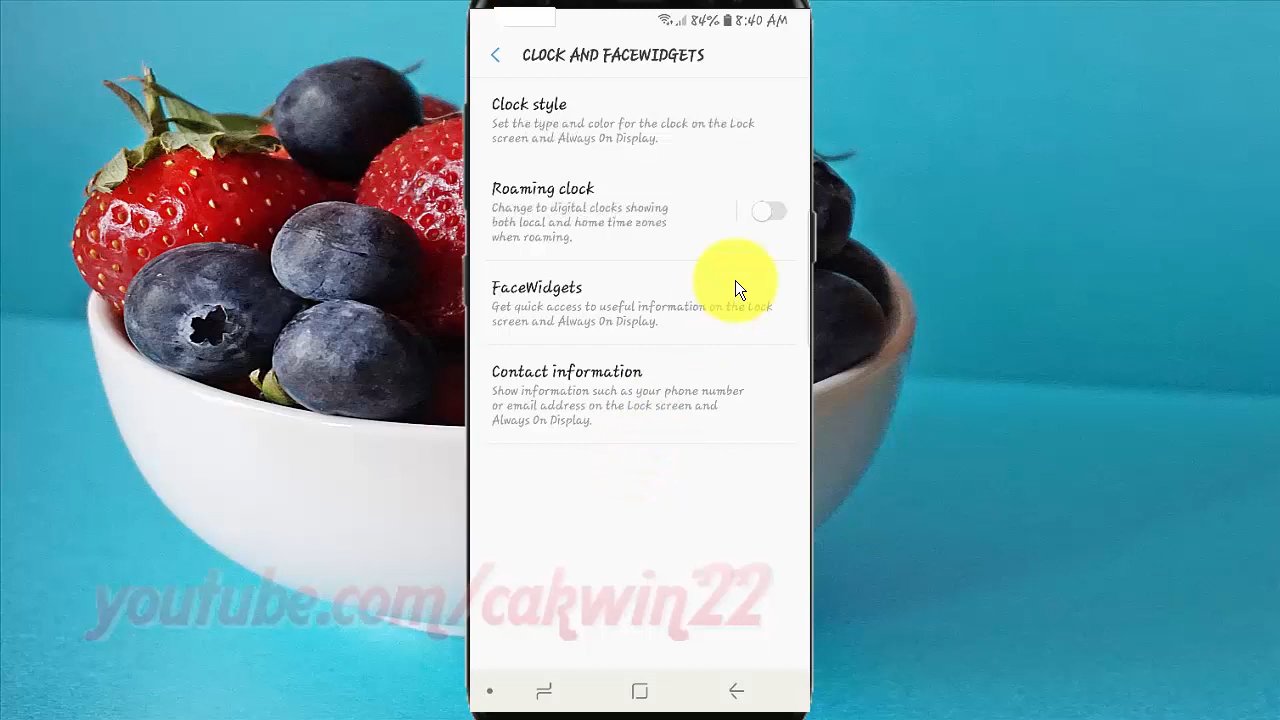 84% 8:40 AM
CLOCK AND FACEWIDGETS
Clock style
Set the type and color for the clock on the Lock
screen and Always On Display.
Roaming clock
Change to digital clocks showing
both local and home time zones
when roaming.
FaceWidgets
Get quick access to useful information on the Lock
screen and Always On Display.
Contact information
Show information such as your phone number
or email address on the Lock screen and
Always On Display.
youtube.com/cakwin22